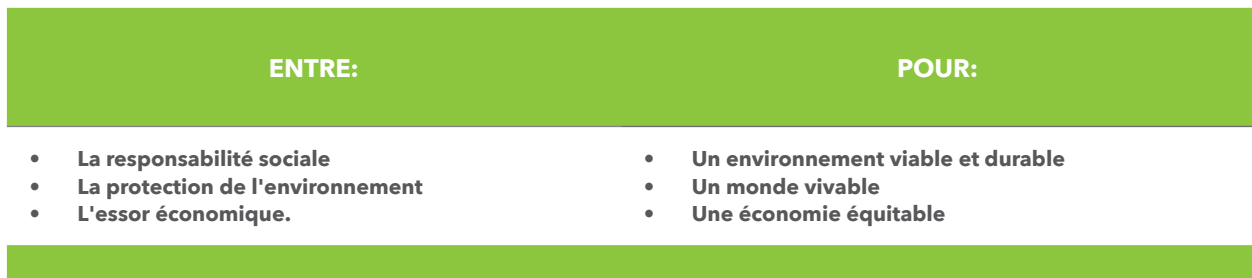 ENTRE:
POUR:
• La responsabilité sociale
• La protection de l'environnement
• L'essor économique.
• Un environnement viable et durable
• Un monde vivable
• Une économie équitable